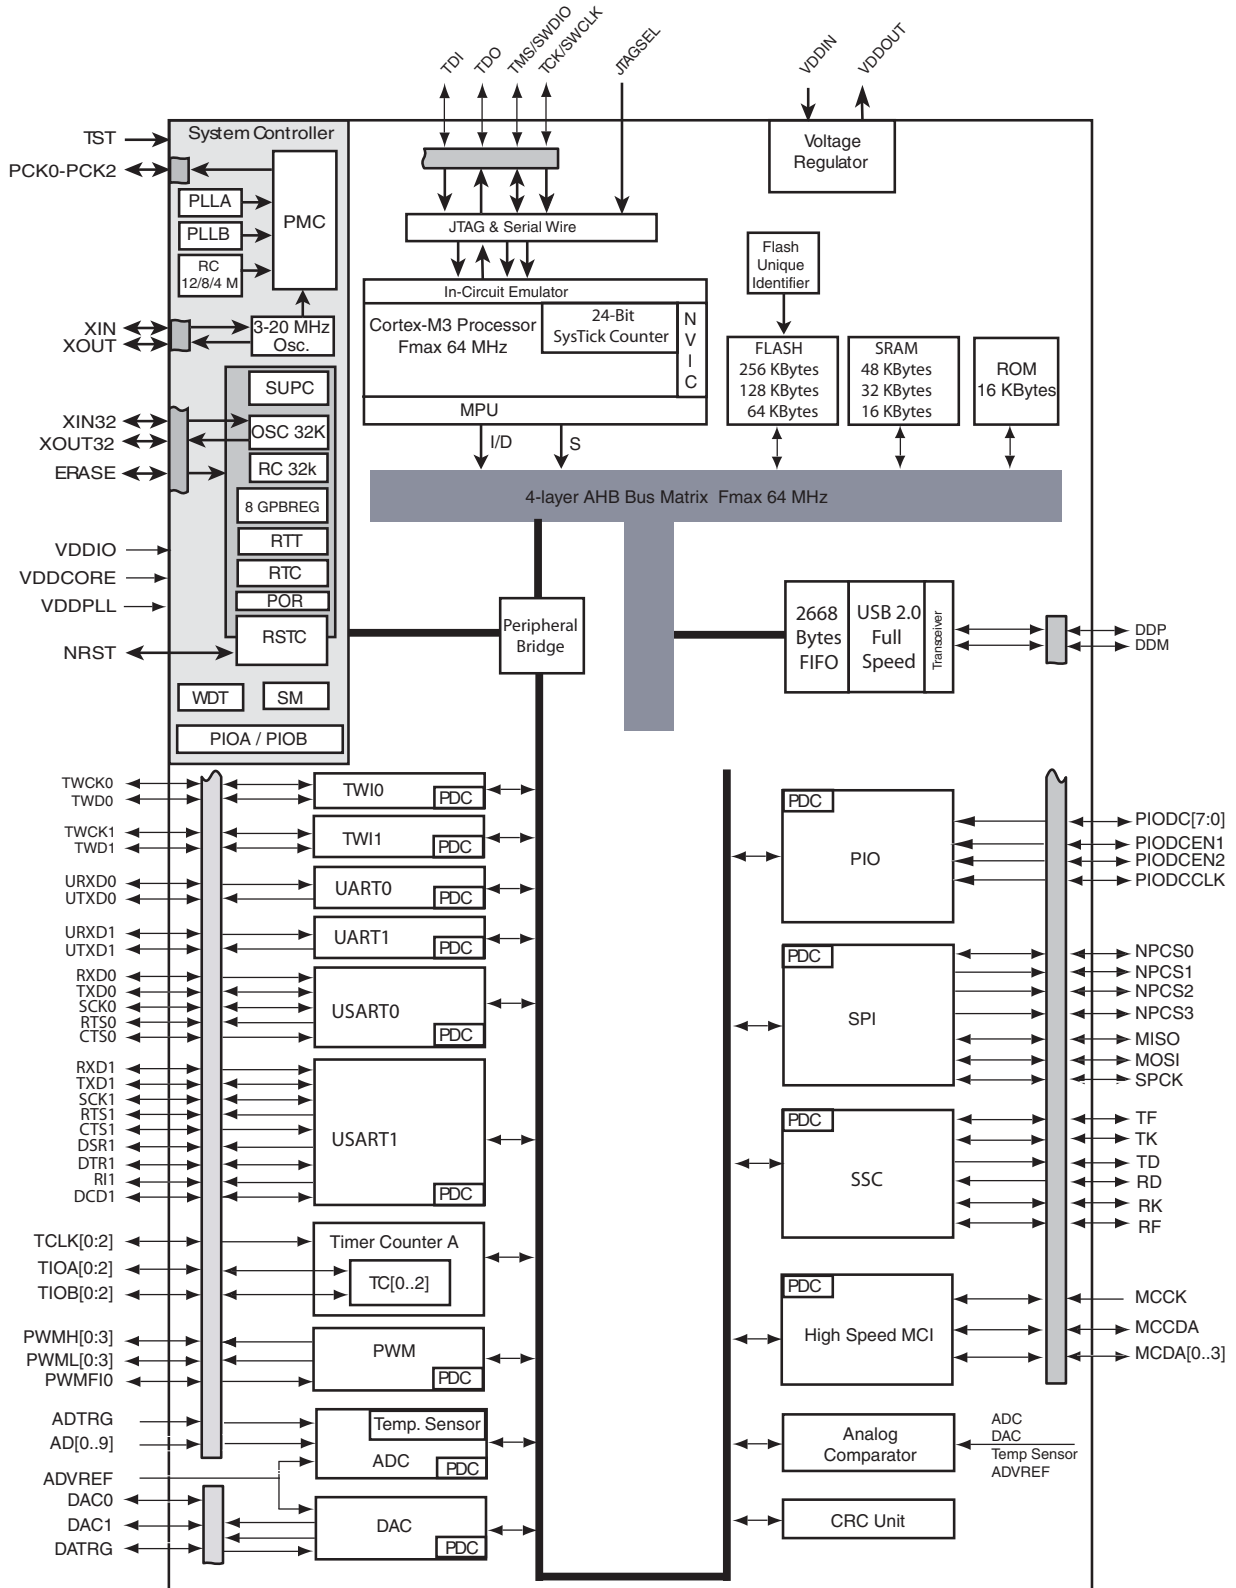 TDI
TDO
TMS/SWDIO
TCK/SWCLK
JTAGSEL
VDDIN
VDDOUT
System Controller
TST
PCK0-PCK2
PLLA
PLLB
RC
12/8/4 M
PMC
XIN
XOUT
3-20 MHz
Osc.
SUPC
XIN32
XOUT32
OSC 32K
ERASE
RC 32k
8 GPBREG
RTT
VDDIO
RTC
VDDCORE
POR
VDDPLL
RSTC
NRST
WDT
SM
PIOA / PIOB
Voltage
Regulator
JTAG & Serial Wire
In-Circuit Emulator
Cortex-M3 Processor
Fmax 64 MHz
24-Bit
SysTick Counter
N
V
I
C
MPU
I/D
S
Flash
Unique
Identifier
FLASH
256 KBytes
128 KBytes
64 KBytes
SRAM
48 KBytes
32 KBytes
16 KBytes
ROM
16 KBytes
4-layer AHB Bus Matrix Fmax 64 MHz
Peripheral
Bridge
2668
Bytes
FIFO
USB 2.0
Full
Speed
Transceiver
DDP
DDM
TWCK0
TWD0
TWI0
PDC
TWCK1
TWD1
TWI1
PDC
URXD0
UTXD0
UART0
PDC
URXD1
UTXD1
UART1
PDC
RXD0
TXD0
SCK0
RTS0
CTS0
USART0
PDC
RXD1
TXD1
SCK1
RTS1
CTS1
DSR1
DTR1
RI1
DCD1
USART1
PDC
TCLK[0:2]
TIOA[0:2]
TIOB[0:2]
Timer Counter A
TC[0..2]
PWMH[0:3]
PWML[0:3]
PWMFI0
PWM
PDC
ADTRG
AD[0..9]
Temp. Sensor
ADC
PDC
ADVREF
DAC0
DAC1
DATRG
DAC
PDC
PDC
PIO
PIODC[7:0]
PIODCEN1
PIODCEN2
PIODCCLK
PDC
SPI
NPCS0
NPCS1
NPCS2
NPCS3
MISO
MOSI
SPCK
PDC
SSC
TF
TK
TD
RD
RK
RF
PDC
High Speed MCI
MCCK
MCCDA
MCDA[0..3]
Analog
Comparator
ADC
DAC
Temp Sensor
ADVREF
CRC Unit